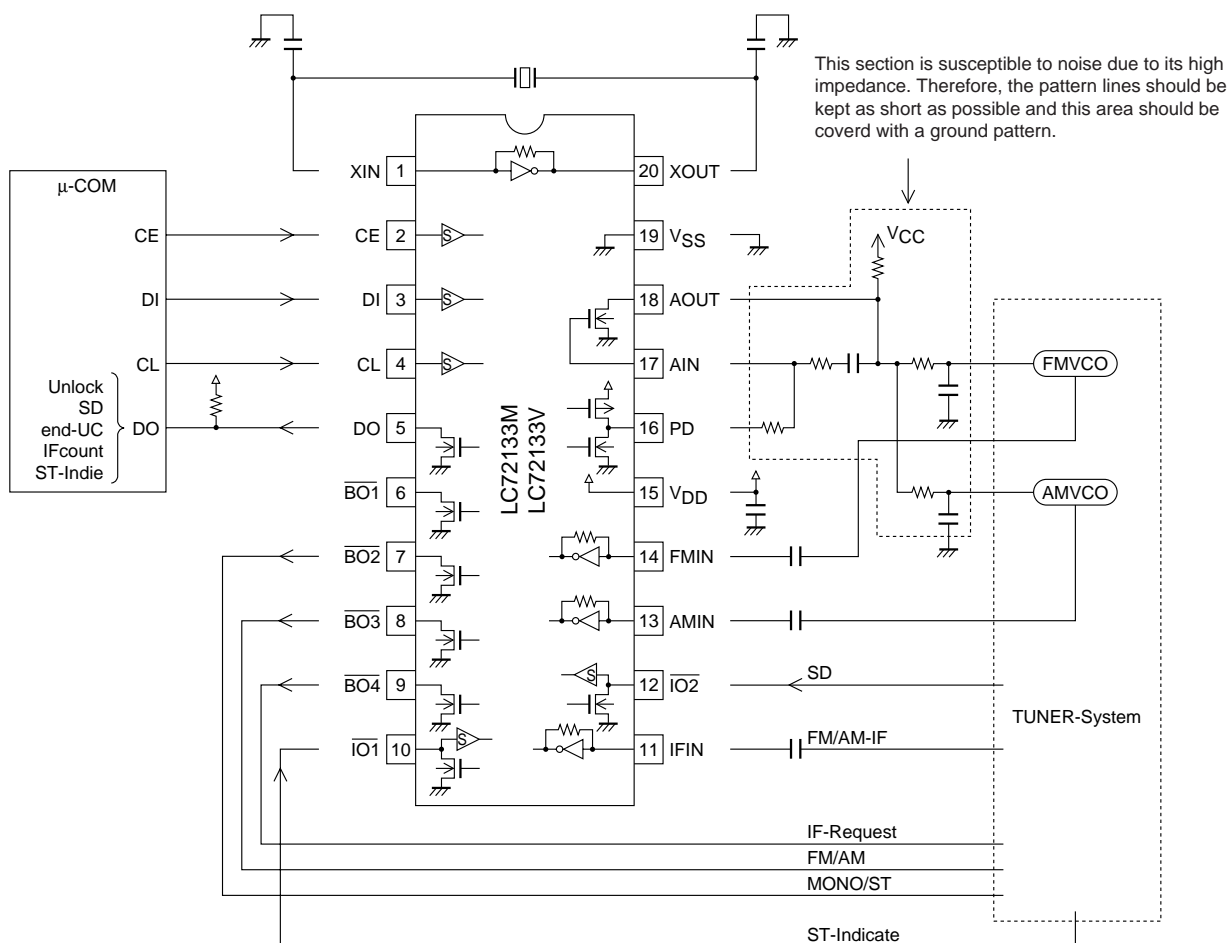 This section is susceptible to noise due to its high
impedance. Therefore, the pattern lines should be
kept as short as possible and this area should be
coverd with a ground pattern.
μ-COM
CE
DI
CL
Unlock
SD
end-UC
IFcount
ST-Indie
DO
XIN 1
CE 2
DI 3
CL 4
DO 5
BO1 6
BO2 7
BO3 8
BO4 9
IO1 10
S
S
S
S
S
LC72133M
LC72133V
20 XOUT
19 VSS
18 AOUT
17 AIN
16 PD
15 VDD
14 FMIN
13 AMIN
12 IO2
11 IFIN
VCC
FMVCO
AMVCO
SD
TUNER-System
FM/AM-IF
IF-Request
FM/AM
MONO/ST
ST-Indicate